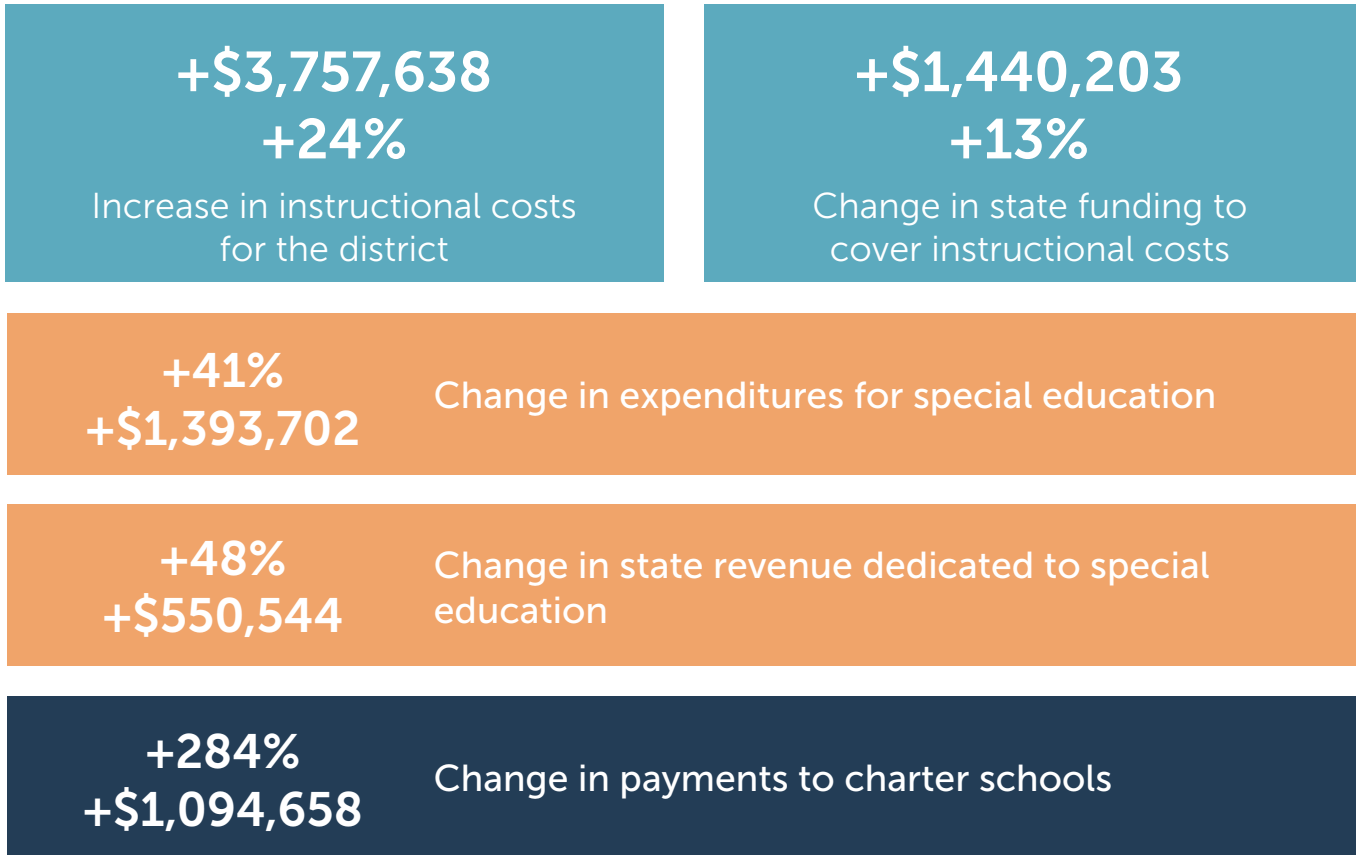 +$3,757,638
+24%
Increase in instructional costs
for the district
+$1,440,203
+13%
Change in state funding to
cover instructional costs
+41%
+$1,393,702
Change in expenditures for special education
+48%
+$550,544
Change in state revenue dedicated to special
education
+284%
+$1,094,658
Change in payments to charter schools